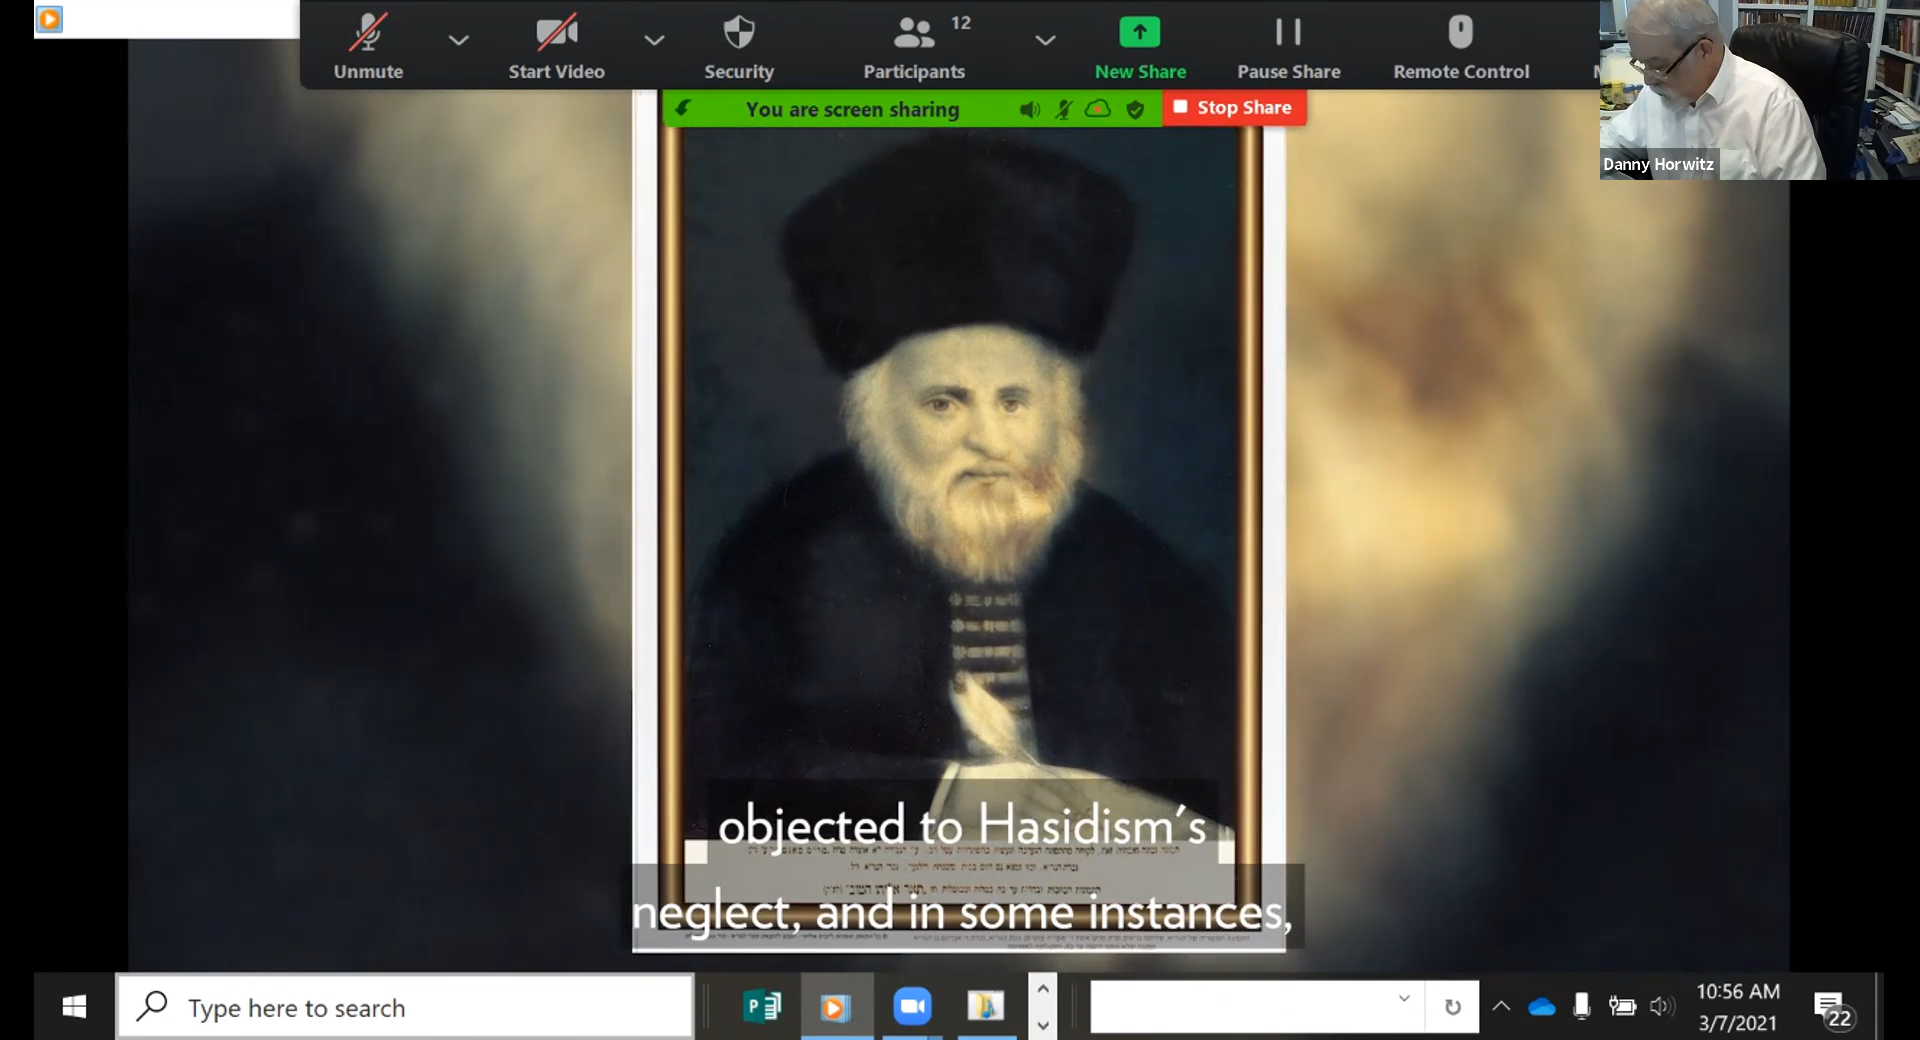 12
Unmute
Start Video
Security
Participants
New Share
Pause Share
Remote Control
You are screen sharing
Stop Share
Danny Horwitz
objected to Hasidism's
neglect, and in some instances,
Type here to search
10:56 AM
3/7/2021
22